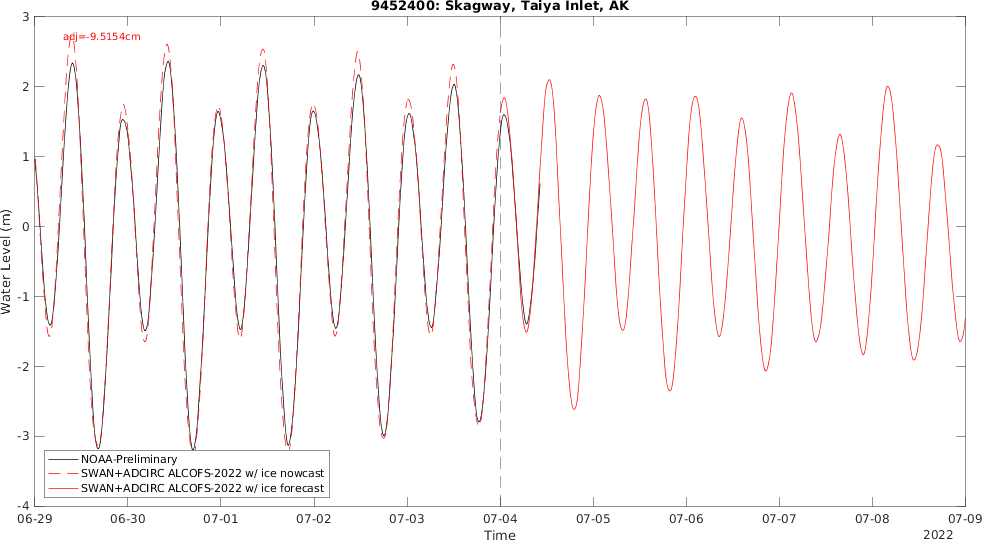 9452400: Skagway, Taiya Inlet, AK
adj=-9.5154cm
3
2
1
0
-1
-2
-3
-4
Water Level (m)
NOAA-Preliminary
SWAN+ADCIRC ALCOFS-2022 w/ ice nowcast
SWAN+ADCIRC ALCOFS-2022 w/ ice forecast
06-29 06-30 07-01 07-02 07-03 07-04 07-05 07-06 07-07 07-08 07-09
Time
2022